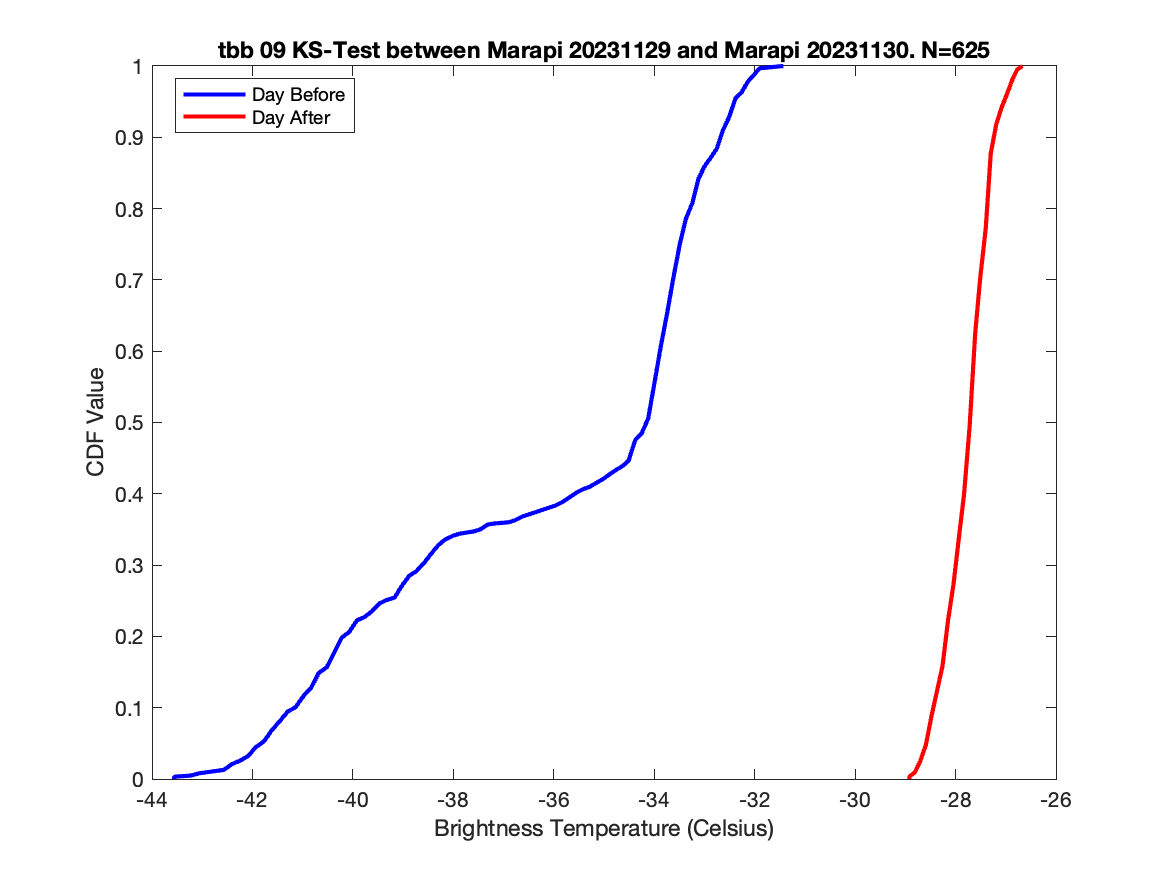 tbb 09 KS-Test between Marapi 20231129 and Marapi 20231130. N=625
Day Before
Day After
1
0.9
0.8
0.7
0.6
0.5
0.4
0.3
0.2
0.1
0
CDF Value
-44 -42 -40 -38 -36 -34 -32 -30 -28 -26
Brightness Temperature (Celsius)